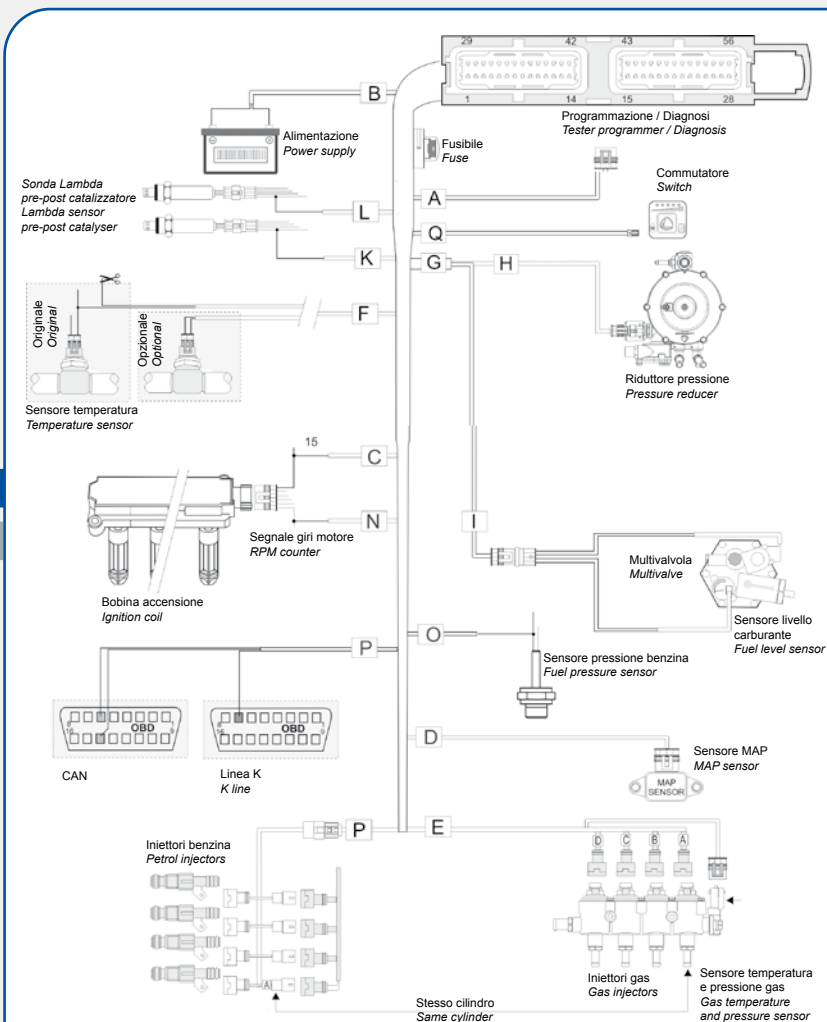 29 42 43 56
1 14 15 28
Programmazione / Diagnosi
Tester programmer / Diagnosis
B
Alimentazione
Power supply
Fusibile
Fuse
Commutatore
Switch
A
Sonda Lambda
pre-post catalizzatore
Lambda sensor
pre-post catalyser
L
Q
K
G
H
Originale
Original
Opzionale
Optional
F
Sensore temperatura
Temperature sensor
Riduttore pressione
Pressure reducer
15
C
N
Segnale giri motore
RPM counter
Bobina accensione
Ignition coil
I
Multivalvola
Multivalve
Sensore livello
carburante
Fuel level sensor
O
Sensore pressione benzina
Fuel pressure sensor
P
OBD
OBD
CAN
Linea K
K line
D
Sensore MAP
MAP sensor
MAP
SENSOR
P
E
Iniettori benzina
Petrol injectors
D C B A
A
Iniettori gas
Gas injectors
Sensore temperatura
e pressione gas
Gas temperature
and pressure sensor
Stesso cilindro
Same cylinder